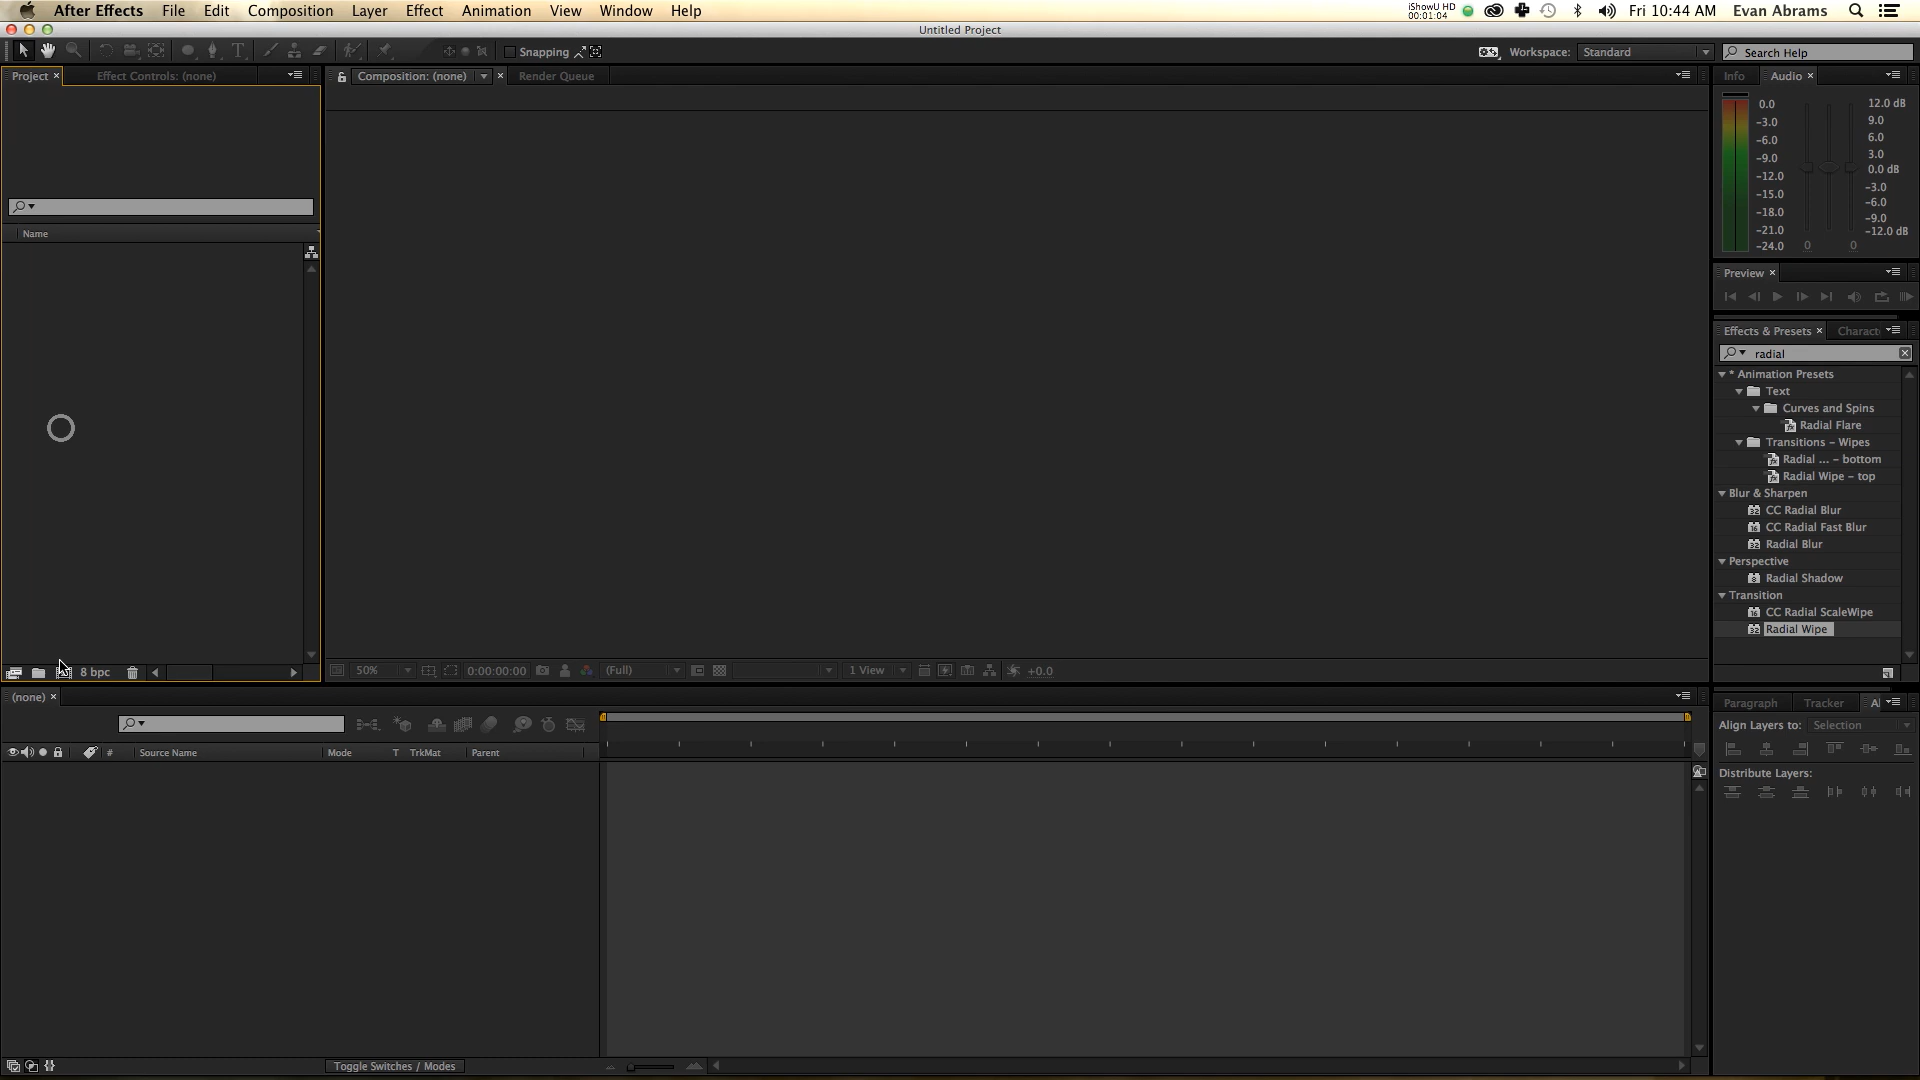 After Effects File Edit Composition Layer Effect Animation View Window Help
iShowU HD
00:01:04
Fri 10:44 AM Evan Abrams
Untitled Project
Snapping
Workspace: Standard
Search Help
Project Effect Controls: (none)
Composition: (none) Render Queue
Info Audio
0.0
-3.0
-6.0
-9.0
-12.0
-15.0
-18.0
-21.0
-24.0
12.0 dB
9.0
6.0
3.0
0.0 dB
-3.0
-6.0
-9.0
-12.0 dB
0 0
Name
Preview
Effects & Presets Charact
radial
* Animation Presets
Text
Curves and Spins
Radial Flare
Transitions – Wipes
Radial ... – bottom
Radial Wipe – top
Blur & Sharpen
CC Radial Blur
CC Radial Fast Blur
Radial Blur
Perspective
Radial Shadow
Transition
CC Radial ScaleWipe
Radial Wipe
8 bpc
50% 0:00:00:00 (Full) 1 View +0.0
(none)
# Source Name Mode T TrkMat Parent
Paragraph Tracker Al
Align Layers to: Selection
Distribute Layers:
Toggle Switches / Modes